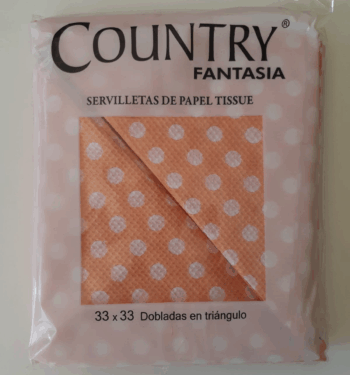 COUNTRY®
FANTASIA
SERVILLETAS DE PAPEL TISSUE
33 x 33 Dobladas en triángulo